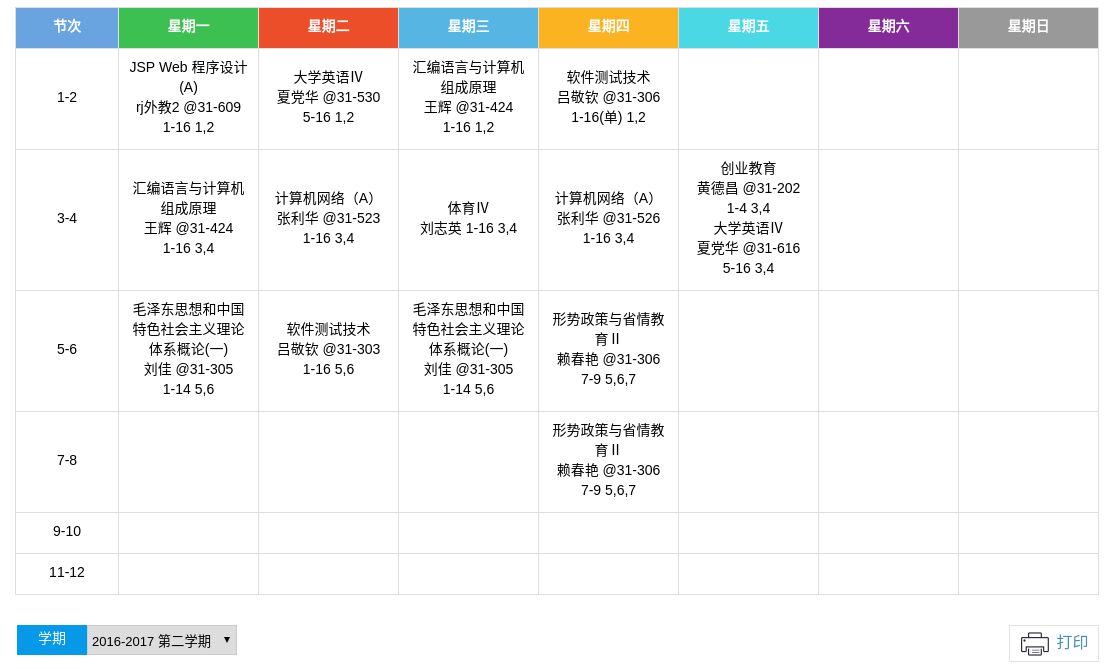 节次 星期一 星期二 星期三 星期四 星期五 星期六 星期日
1-2
JSP Web 程序设计
(A)
rj外教2 @31-609
1-16 1,2
大学英语Ⅳ
夏党华 @31-530
5-16 1,2
汇编语言与计算机
组成原理
王辉 @31-424
1-16 1,2
软件测试技术
吕敬钦 @31-306
1-16(单) 1,2
3-4
汇编语言与计算机
组成原理
王辉 @31-424
1-16 3,4
计算机网络（A）
张利华 @31-523
1-16 3,4
体育Ⅳ
刘志英 1-16 3,4
计算机网络（A）
张利华 @31-526
1-16 3,4
创业教育
黄德昌 @31-202
1-4 3,4
大学英语Ⅳ
夏党华 @31-616
5-16 3,4
5-6
毛泽东思想和中国
特色社会主义理论
体系概论(一)
刘佳 @31-305
1-14 5,6
软件测试技术
吕敬钦 @31-303
1-16 5,6
毛泽东思想和中国
特色社会主义理论
体系概论(一)
刘佳 @31-305
1-14 5,6
形势政策与省情教
育Ⅱ
赖春艳 @31-306
7-9 5,6,7
7-8
形势政策与省情教
育Ⅱ
赖春艳 @31-306
7-9 5,6,7
9-10
11-12
学期 2016-2017 第二学期
打印